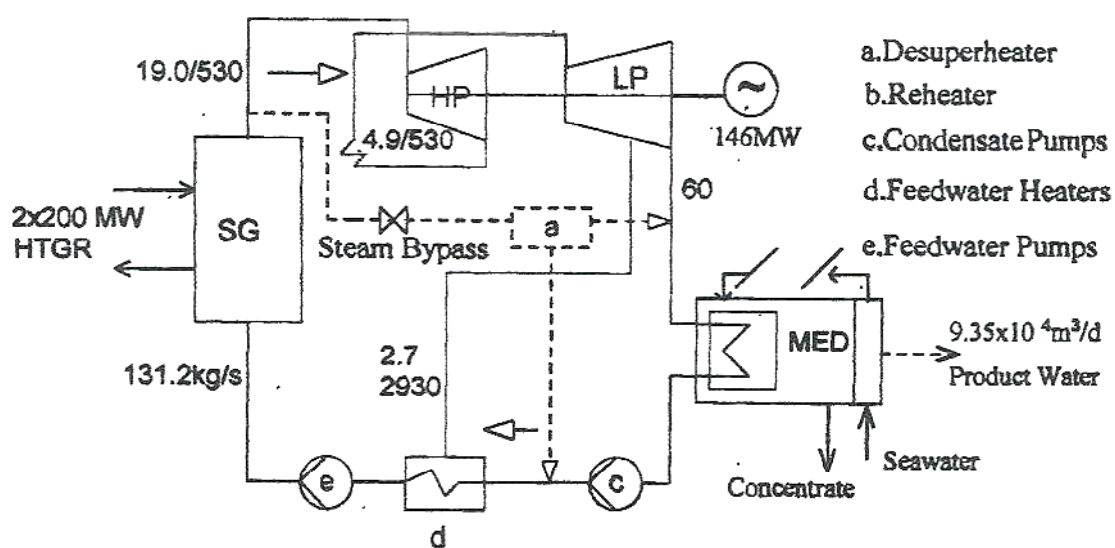 19.0/530
HP
LP
4.9/530
~
146MW
a.Desuperheater
b.Reheater
c.Condensate Pumps
d.Feedwater Heaters
e.Feedwater Pumps
2x200 MW
HTGR
SG
Steam Bypass
a
60
MED
9.35x10 ⁴m³/d
Product Water
131.2kg/s
2.7
2930
Seawater
Concentrate
e
d
c